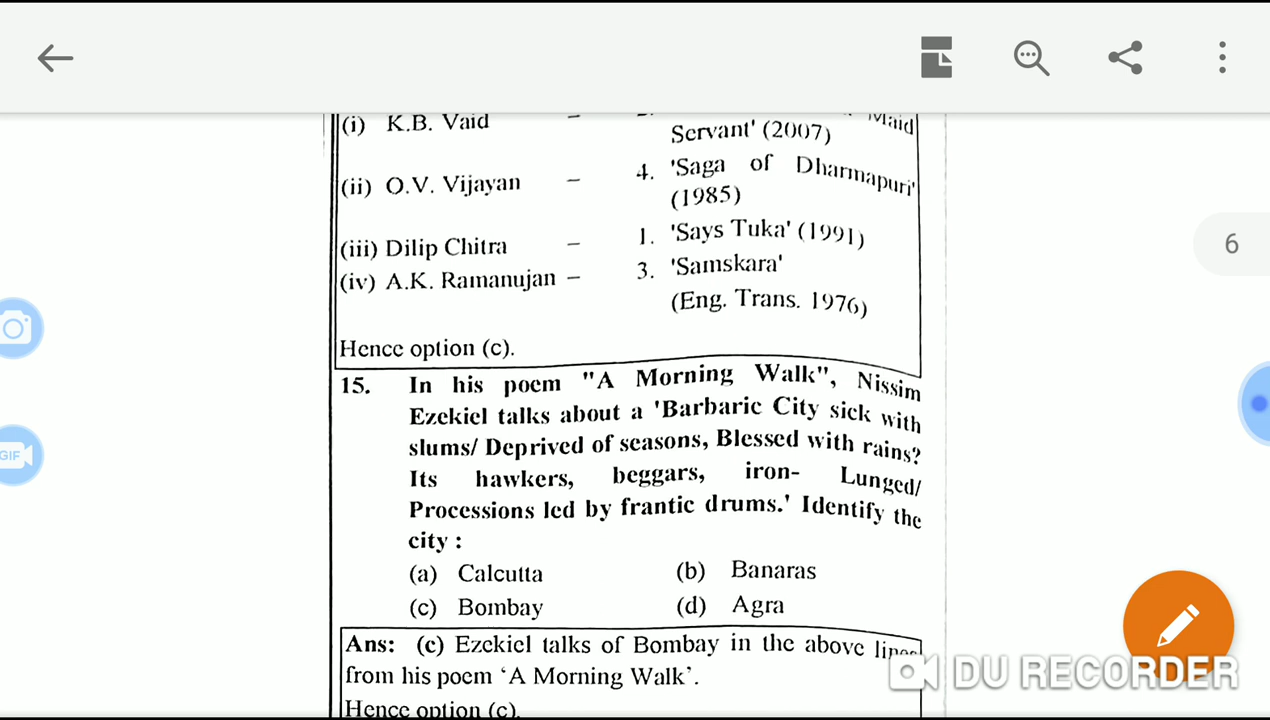 6
(i) K.B. Vaid – Maid
Servant' (2007)
(ii) O.V. Vijayan – 4. 'Saga of Dharmapuri'
(1985)
(iii) Dilip Chitra – 1. 'Says Tuka' (1991)
(iv) A.K. Ramanujan – 3. 'Samskara'
(Eng. Trans. 1976)
Hence option (c).
15. In his poem "A Morning Walk", Nissim
Ezekiel talks about a 'Barbaric City sick with
slums/ Deprived of seasons, Blessed with rains?
Its hawkers, beggars, iron- Lunged/
Processions led by frantic drums.' Identify the
city :
(a) Calcutta (b) Banaras
(c) Bombay (d) Agra
Ans: (c) Ezekiel talks of Bombay in the above lines
from his poem ‘A Morning Walk’.
Hence option (c).
GIF
DU RECORDER